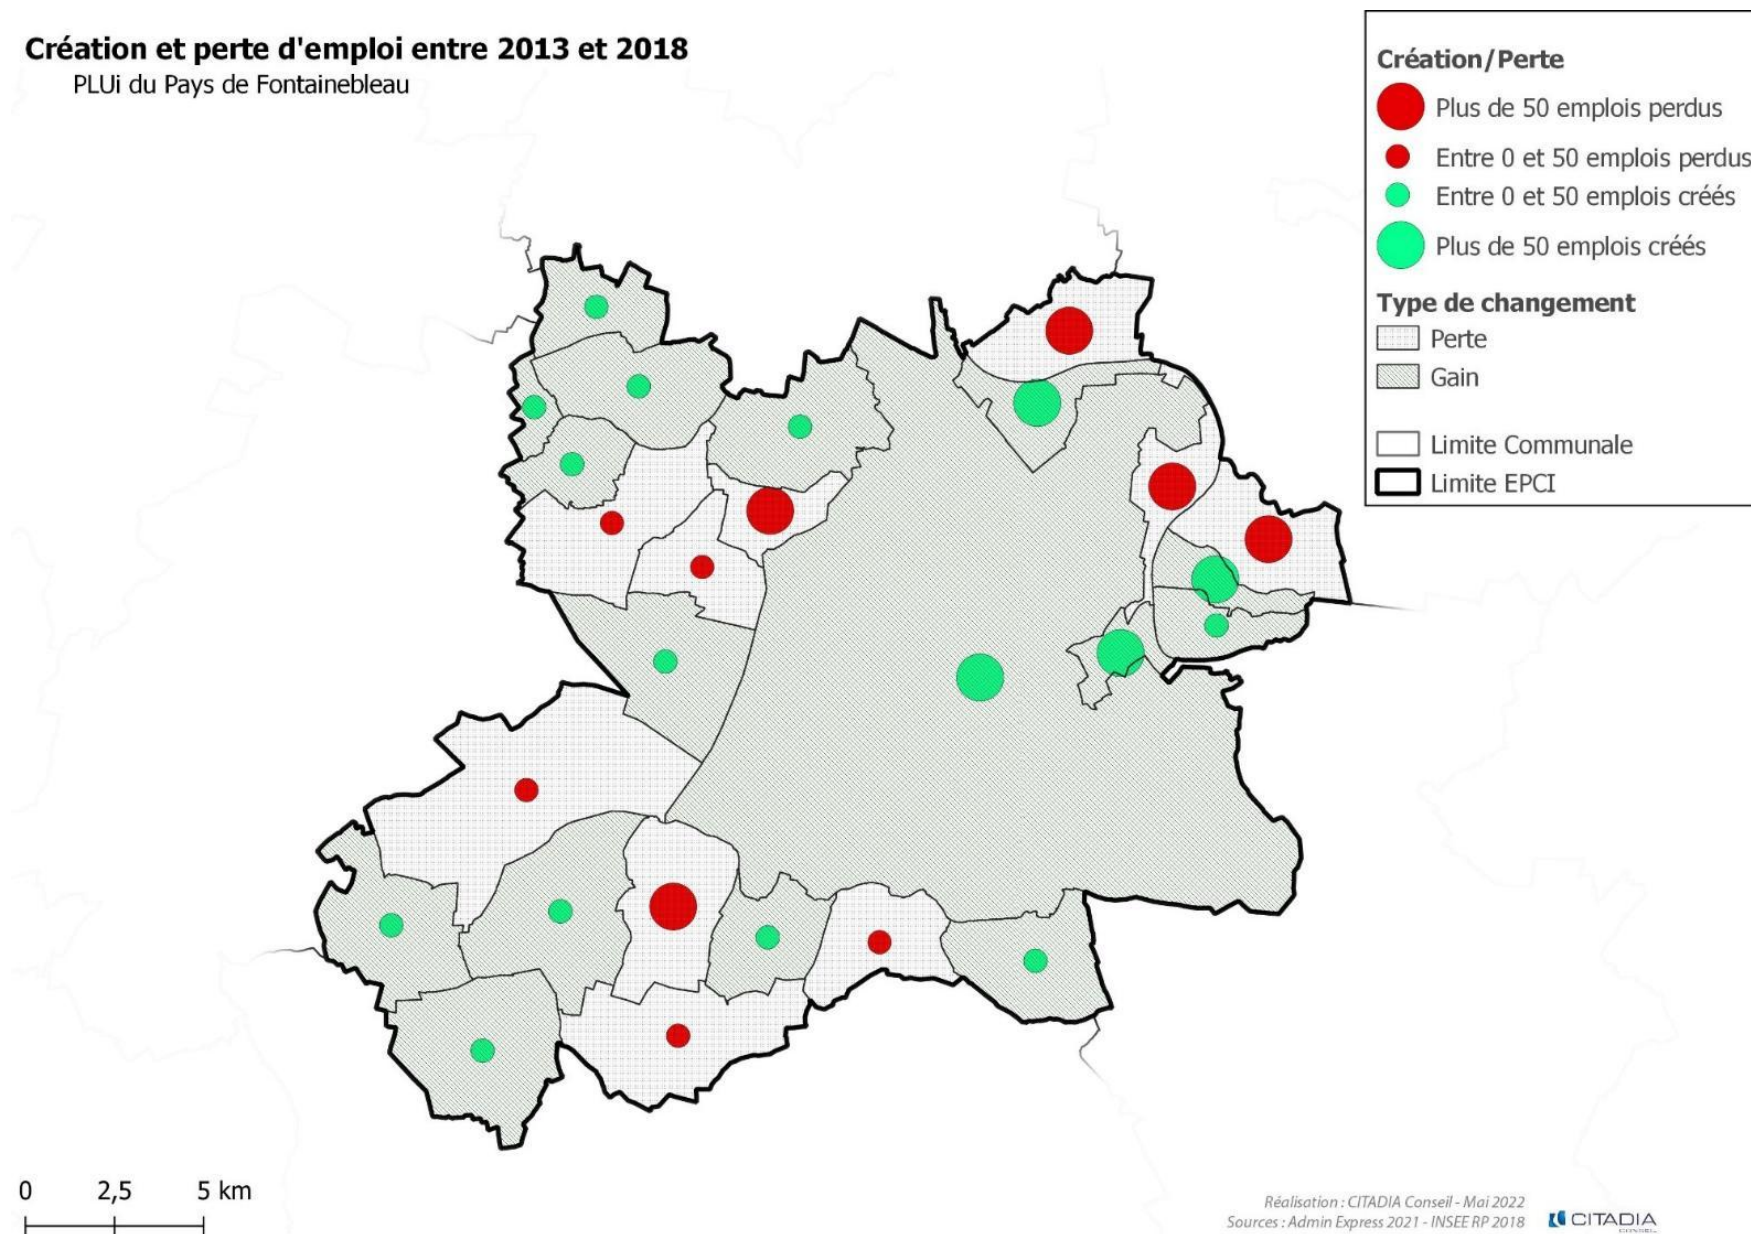 Création et perte d'emploi entre 2013 et 2018
PLUi du Pays de Fontainebleau
Création/Perte
Plus de 50 emplois perdus
Entre 0 et 50 emplois perdus
Entre 0 et 50 emplois créés
Plus de 50 emplois créés
Type de changement
Perte
Gain
Limite Communale
Limite EPCI
0 2,5 5 km
Réalisation : CITADIA Conseil - Mai 2022
Sources : Admin Express 2021 - INSEE RP 2018
CITADIA
CONSEIL